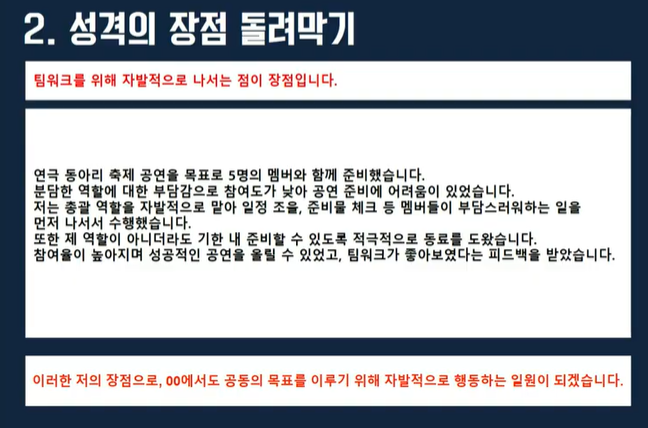 2. 성격의 장점 돌려막기
팀워크를 위해 자발적으로 나서는 점이 장점입니다.
연극 동아리 축제 공연을 목표로 5명의 멤버와 함께 준비했습니다.
분담한 역할에 대한 부담감으로 참여도가 낮아 공연 준비에 어려움이 있었습니다.
저는 총괄 역할을 자발적으로 맡아 일정 조율, 준비물 체크 등 멤버들이 부담스러워하는 일을
먼저 나서서 수행했습니다.
또한 제 역할이 아니더라도 기한 내 준비할 수 있도록 적극적으로 동료를 도왔습니다.
참여율이 높아지며 성공적인 공연을 올릴 수 있었고, 팀워크가 좋아보였다는 피드백을 받았습니다.
이러한 저의 장점으로, 00에서도 공동의 목표를 이루기 위해 자발적으로 행동하는 일원이 되겠습니다.